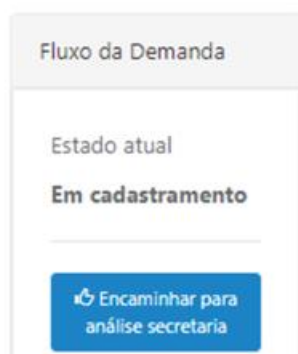 Fluxo da Demanda
Estado atual
Em cadastramento
Encaminhar para
análise secretaria